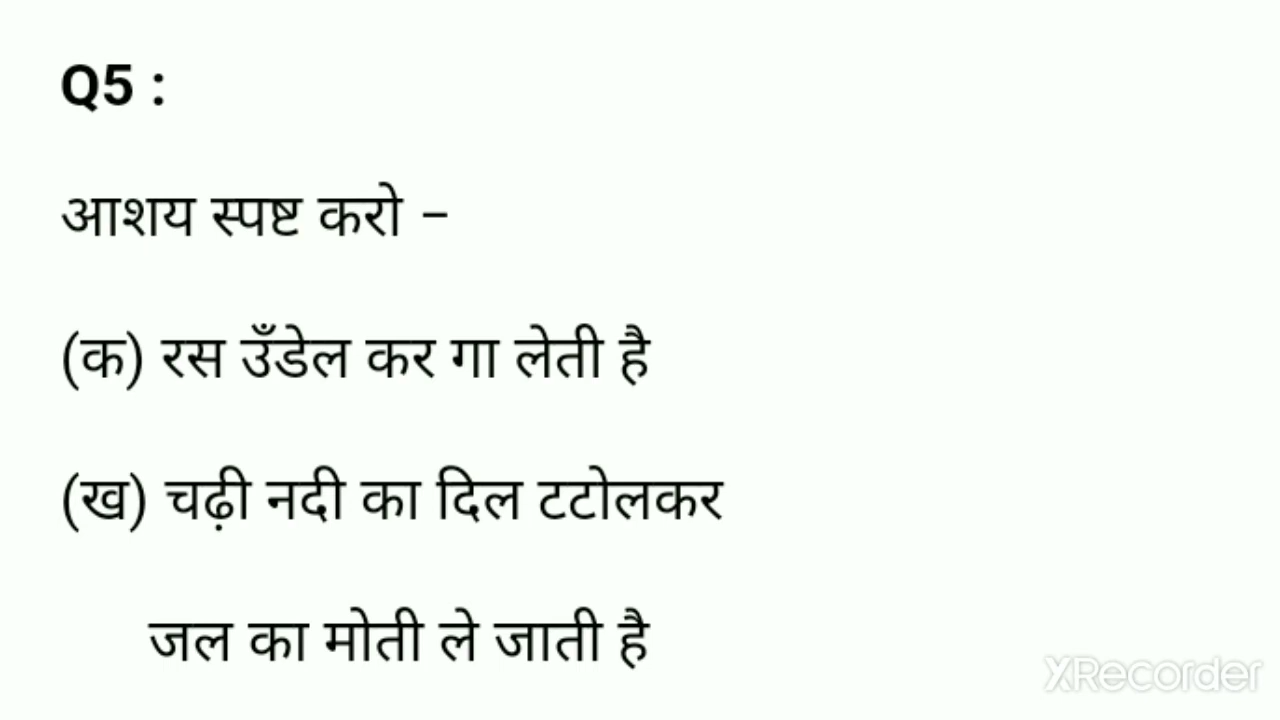 Q5 :
आशय स्पष्ट करो –
(क) रस उँडेल कर गा लेती है
(ख) चढ़ी नदी का दिल टटोलकर
जल का मोती ले जाती है
XRecorder